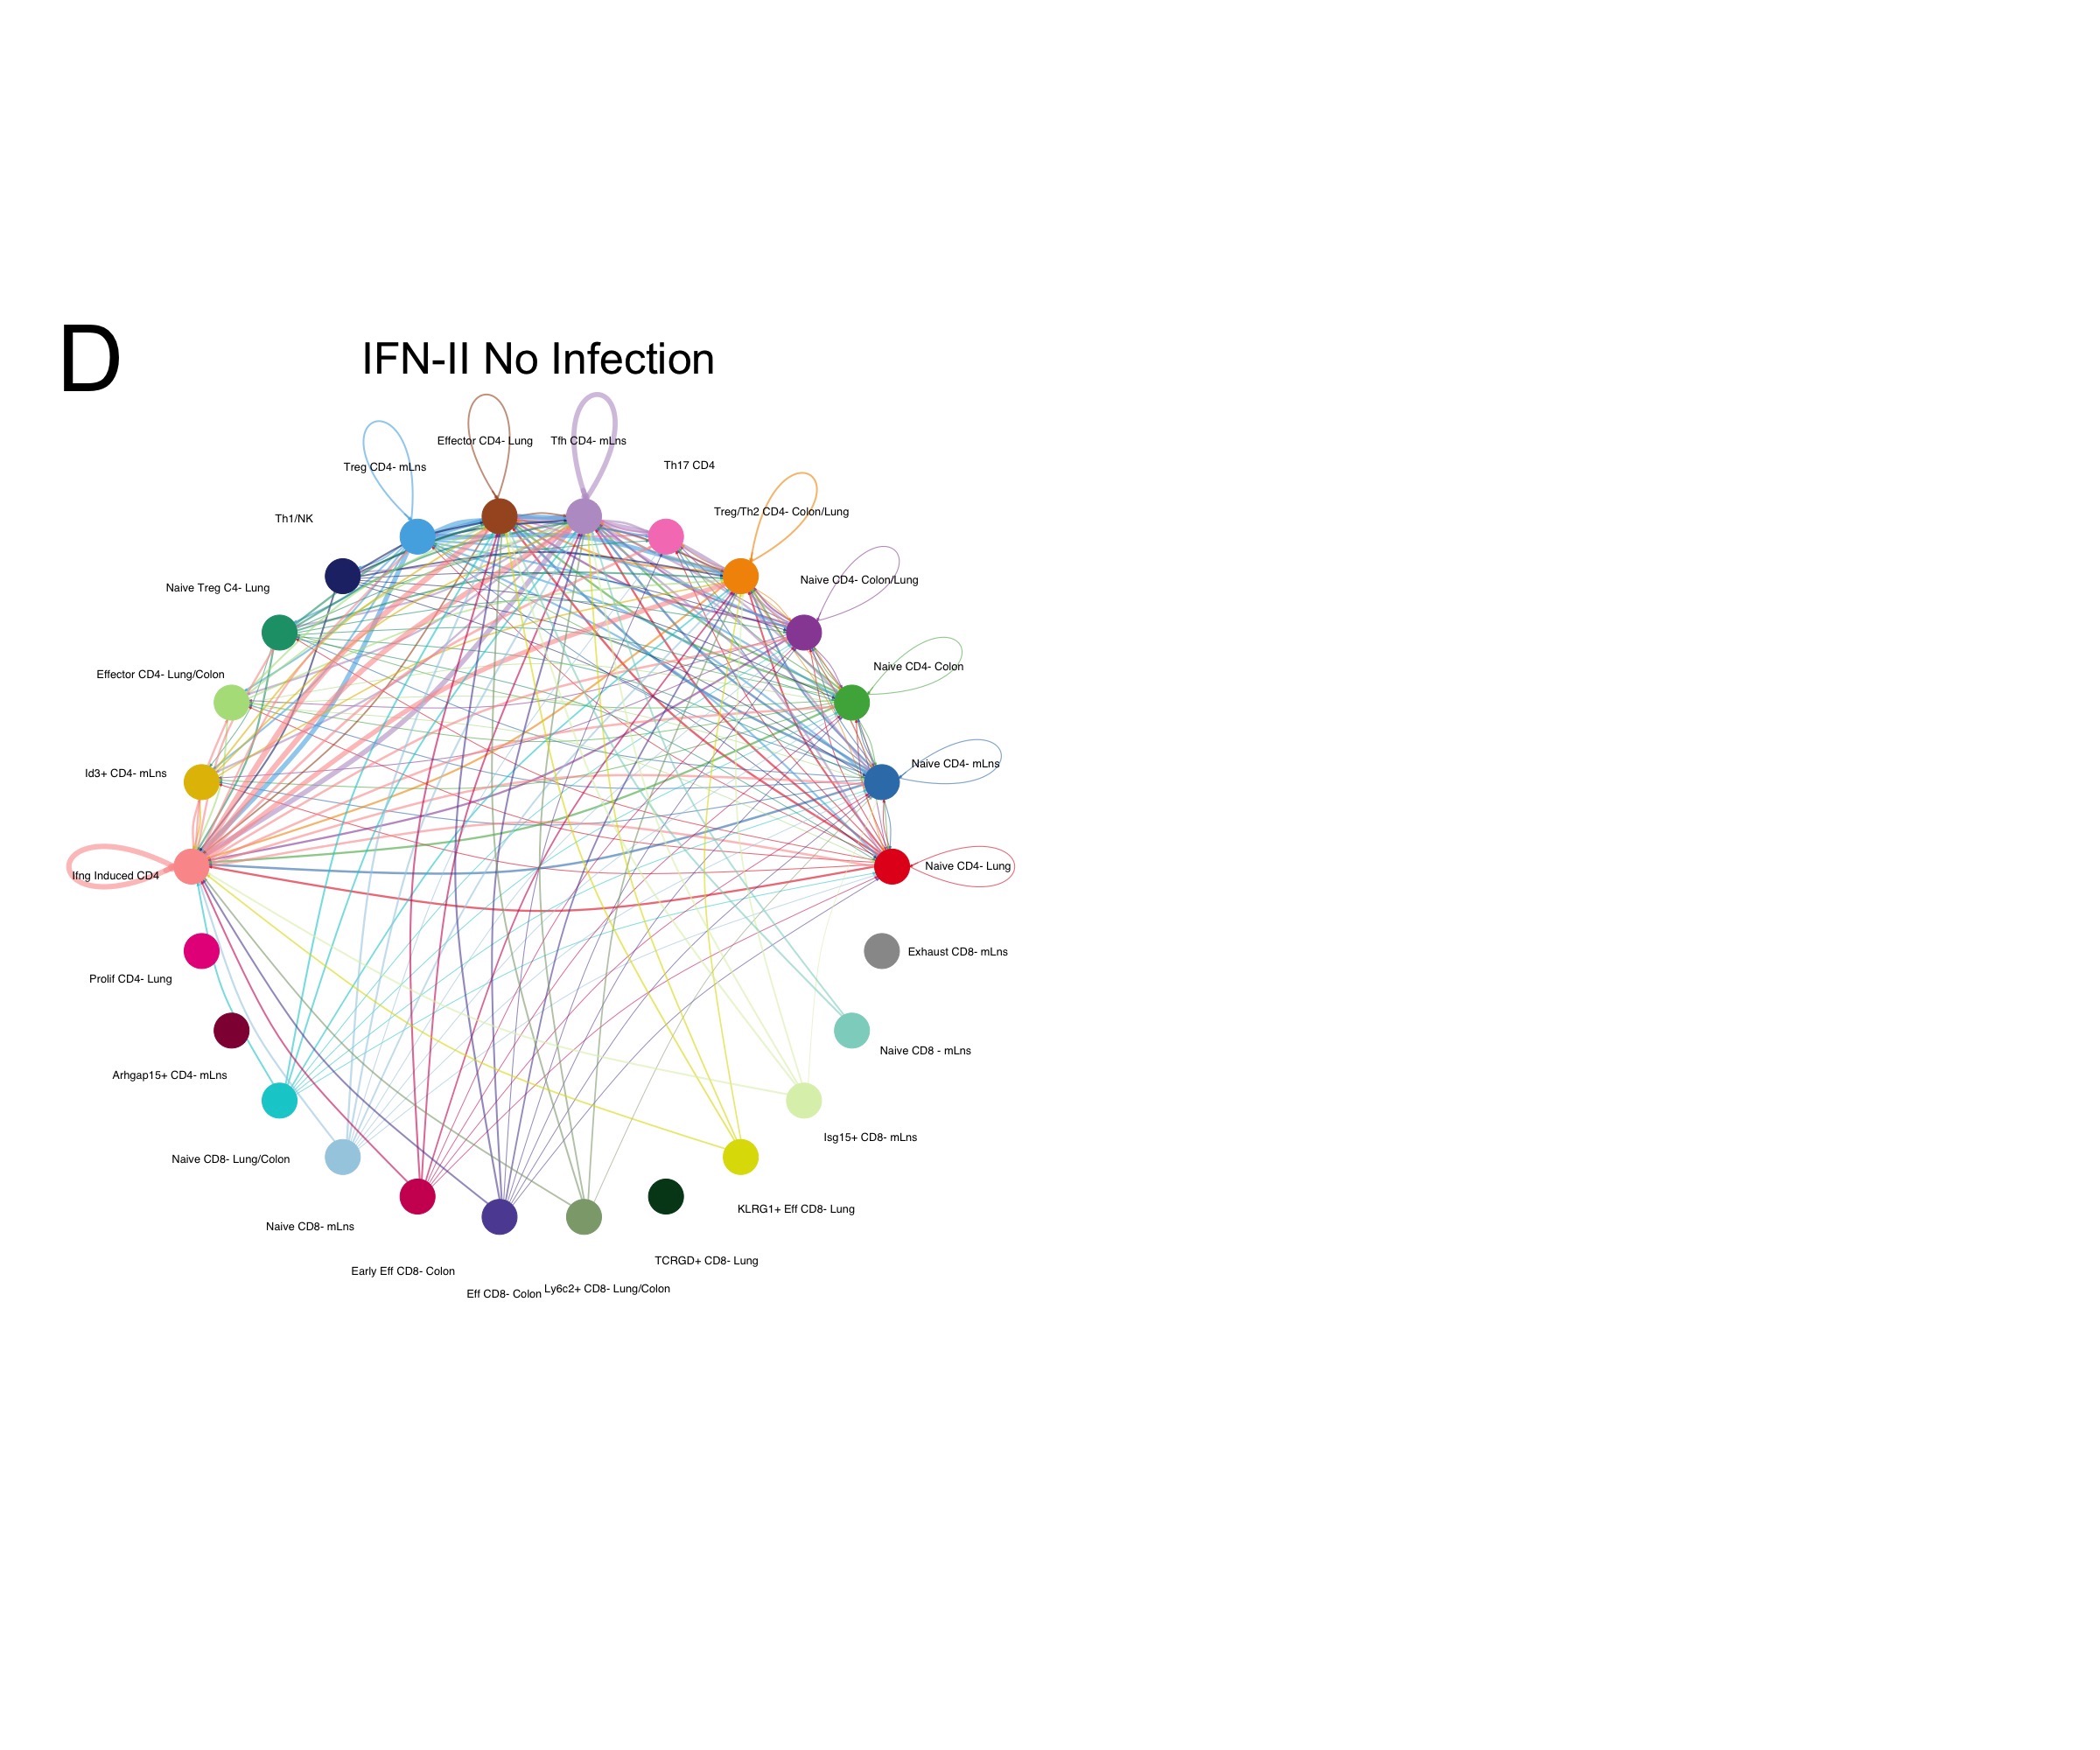 D
IFN-II No Infection
Effector CD4- Lung
Tfh CD4- mLns
Th17 CD4
Treg CD4- mLns
Treg/Th2 CD4- Colon/Lung
Th1/NK
Naive CD4- Colon/Lung
Naive Treg C4- Lung
Naive CD4- Colon
Effector CD4- Lung/Colon
Naive CD4- mLns
Id3+ CD4- mLns
Naive CD4- Lung
Ifng Induced CD4
Exhaust CD8- mLns
Prolif CD4- Lung
Naive CD8 - mLns
Arhgap15+ CD4- mLns
Isg15+ CD8- mLns
Naive CD8- Lung/Colon
KLRG1+ Eff CD8- Lung
Naive CD8- mLns
TCRGD+ CD8- Lung
Early Eff CD8- Colon
Ly6c2+ CD8- Lung/Colon
Eff CD8- Colon